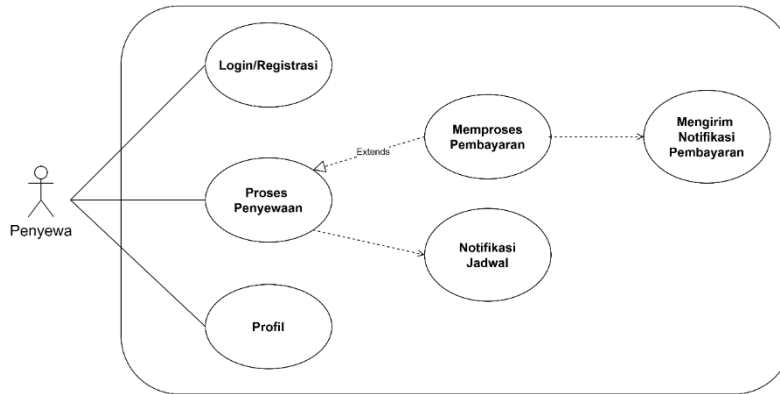 Login/Registrasi
Memproses
Pembayaran
Mengirim
Notifikasi
Pembayaran
Extends
Proses
Penyewaan
Penyewa
Notifikasi
Jadwal
Profil